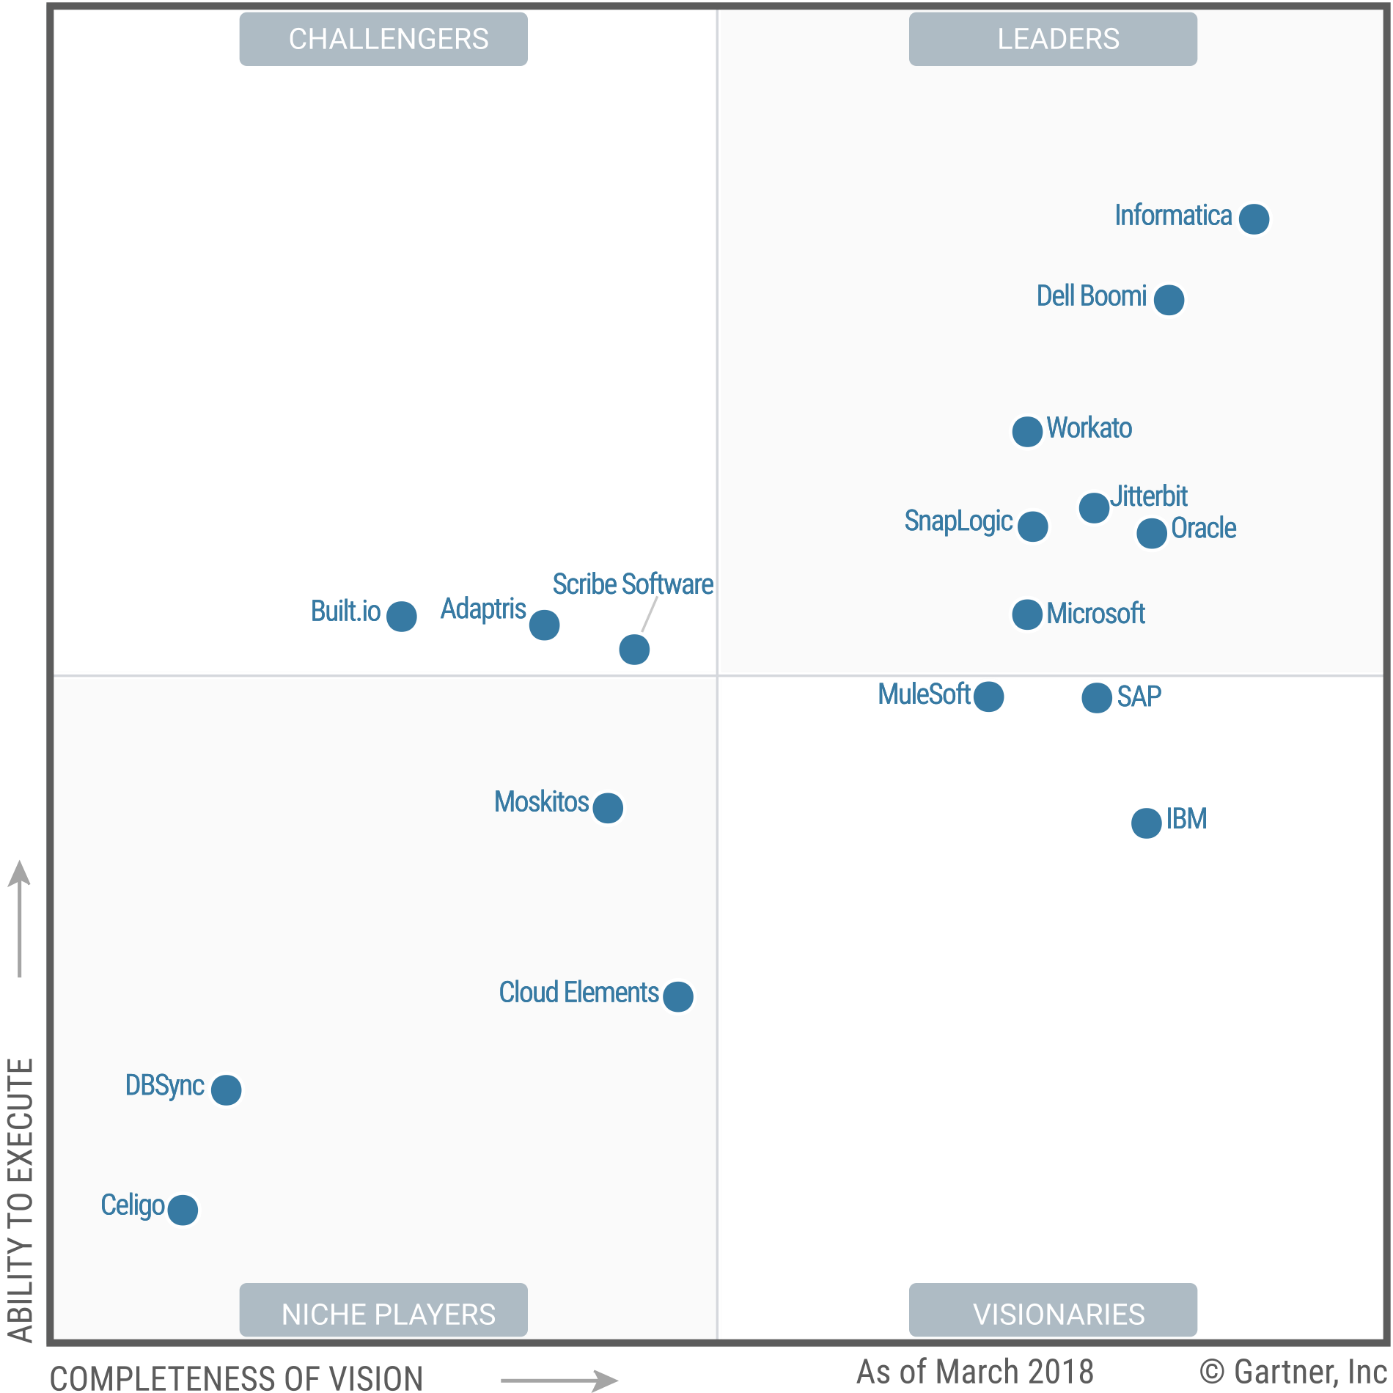 CHALLENGERS
LEADERS
Informatica
Dell Boomi
Workato
Jitterbit
SnapLogic
Oracle
Scribe Software
Built.io
Adaptris
Microsoft
MuleSoft
SAP
Moskitos
IBM
Cloud Elements
DBSync
Celigo
NICHE PLAYERS
VISIONARIES
ABILITY TO EXECUTE
COMPLETENESS OF VISION
As of March 2018
© Gartner, Inc